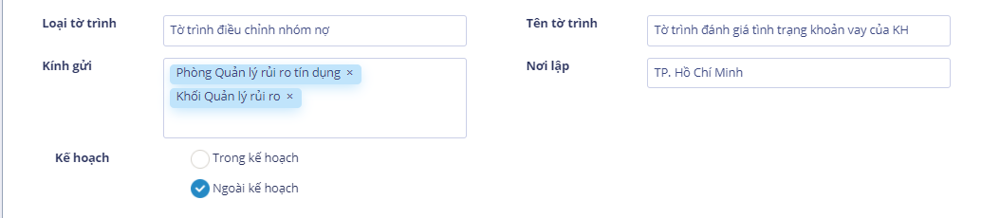 Loại tờ trình
Tờ trình điều chỉnh nhóm nợ
Tên tờ trình
Tờ trình đánh giá tình trạng khoản vay của KH
Kính gửi
Phòng Quản lý rủi ro tín dụng ×
Khối Quản lý rủi ro ×
Nơi lập
TP. Hồ Chí Minh
Kế hoạch
Trong kế hoạch
Ngoài kế hoạch